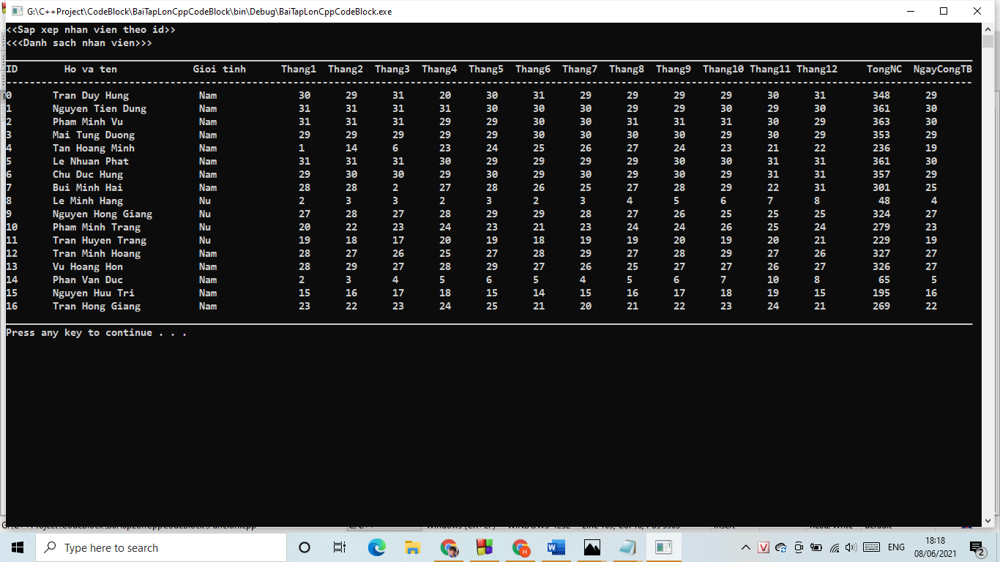 G:\C++Project\CodeBlock\BaiTapLonCppCodeBlock\bin\Debug\BaiTapLonCppCodeBlock.exe
<<Sap xep nhan vien theo id>>
<<<Danh sach nhan vien>>>
ID Ho va ten Gioi tinh Thang1 Thang2 Thang3 Thang4 Thang5 Thang6 Thang7 Thang8 Thang9 Thang10 Thang11 Thang12 TongNC NgayCongTB
0 Tran Duy Hung Nam 30 29 31 20 30 31 29 29 29 29 30 31 348 29
1 Nguyen Tien Dung Nam 31 31 31 31 30 30 30 29 29 30 29 30 361 30
2 Pham Minh Vu Nam 31 31 31 29 29 30 30 31 31 31 30 29 363 30
3 Mai Tung Duong Nam 29 29 29 29 29 30 30 30 30 29 30 29 353 29
4 Tan Hoang Minh Nam 1 14 6 23 24 25 26 27 24 23 21 22 236 19
5 Le Nhuan Phat Nam 31 31 31 30 29 29 29 29 30 30 31 31 361 30
6 Chu Duc Hung Nam 29 30 30 29 30 29 30 29 30 29 31 31 357 29
7 Bui Minh Hai Nam 28 28 2 27 28 26 25 27 28 29 22 31 301 25
8 Le Minh Hang Nu 2 3 3 2 3 2 3 4 5 6 7 8 48 4
9 Nguyen Hong Giang Nu 27 28 27 28 29 29 28 27 26 25 25 25 324 27
10 Pham Minh Trang Nu 20 22 23 24 23 21 23 24 24 26 25 24 279 23
11 Tran Huyen Trang Nu 19 18 17 20 19 18 19 19 20 19 20 21 229 19
12 Tran Minh Hoang Nam 28 27 26 25 27 28 29 27 28 29 27 26 327 27
13 Vu Hoang Hon Nam 28 29 27 28 29 27 26 25 27 27 26 27 326 27
14 Phan Van Duc Nam 2 3 4 5 6 5 4 5 6 7 10 8 65 5
15 Nguyen Huu Tri Nam 15 16 17 18 15 14 15 16 17 18 19 15 195 16
16 Tran Hong Giang Nam 23 22 23 24 25 21 20 21 22 23 24 21 269 22
Press any key to continue . . .
Type here to search
ENG
18:18
08/06/2021
2